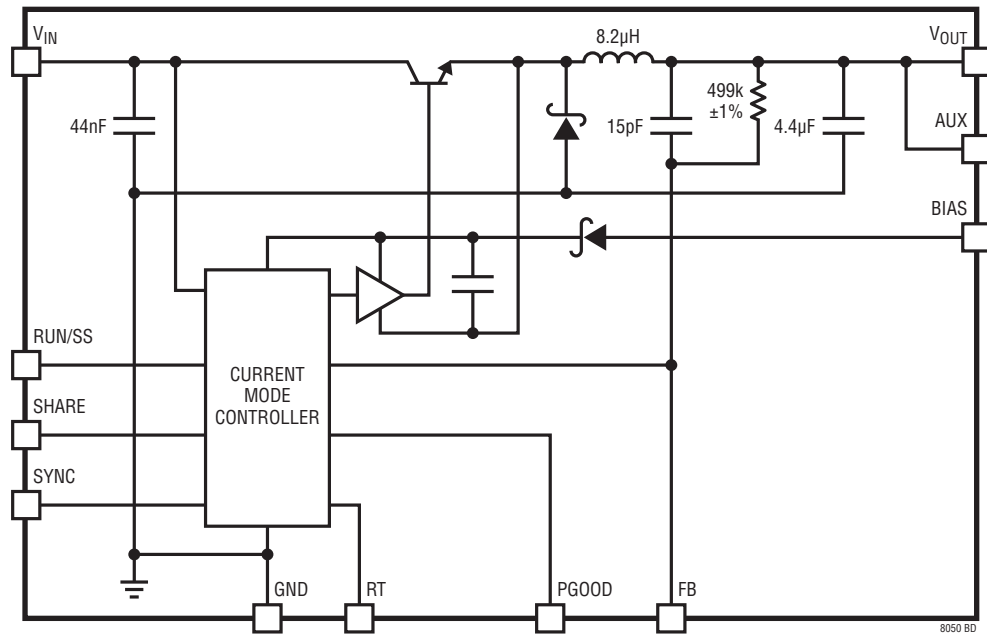 VIN
8.2µH
VOUT
44nF
15pF
499k
±1%
4.4µF
AUX
BIAS
RUN/SS
SHARE
SYNC
CURRENT
MODE
CONTROLLER
GND
RT
PGOOD
FB
8050 BD